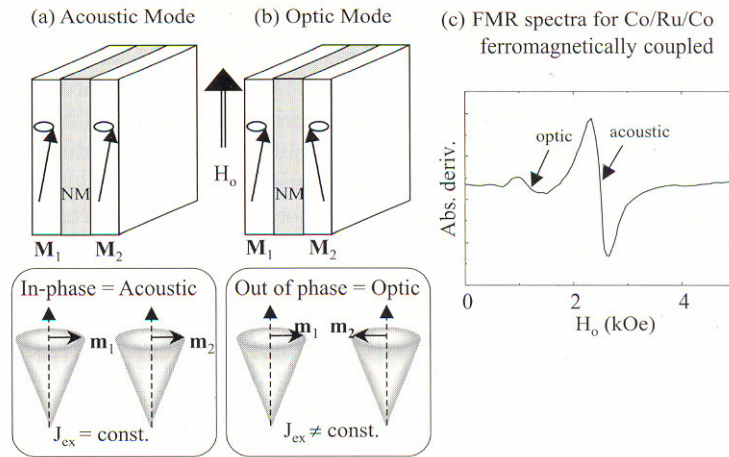 (a) Acoustic Mode
(b) Optic Mode
(c) FMR spectra for Co/Ru/Co
ferromagnetically coupled
NM
M₁ M₂
Hₒ
NM
M₁ M₂
In-phase = Acoustic
m₁ m₂
Jₑₓ = const.
Out of phase = Optic
m₁ m₂
Jₑₓ ≠ const.
optic
acoustic
Abs. deriv.
0 2 4
Hₒ (kOe)